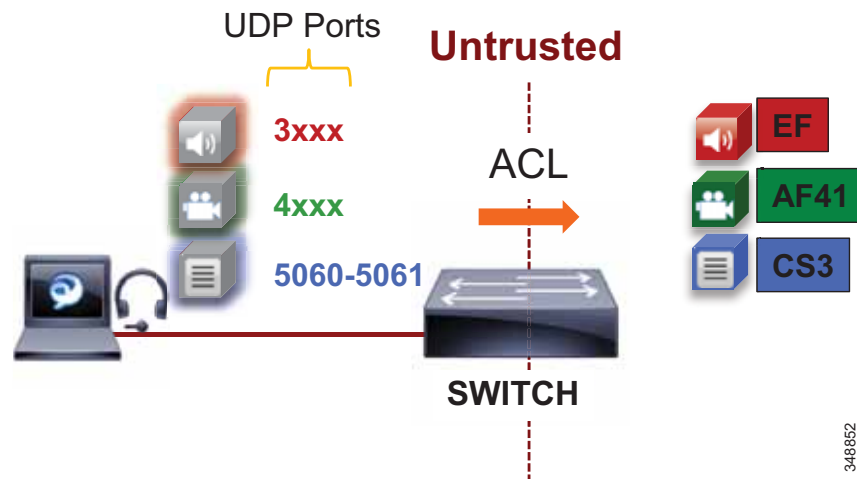 UDP Ports
Untrusted
3xxx
EF
ACL
4xxx
AF41
5060-5061
CS3
SWITCH
348852